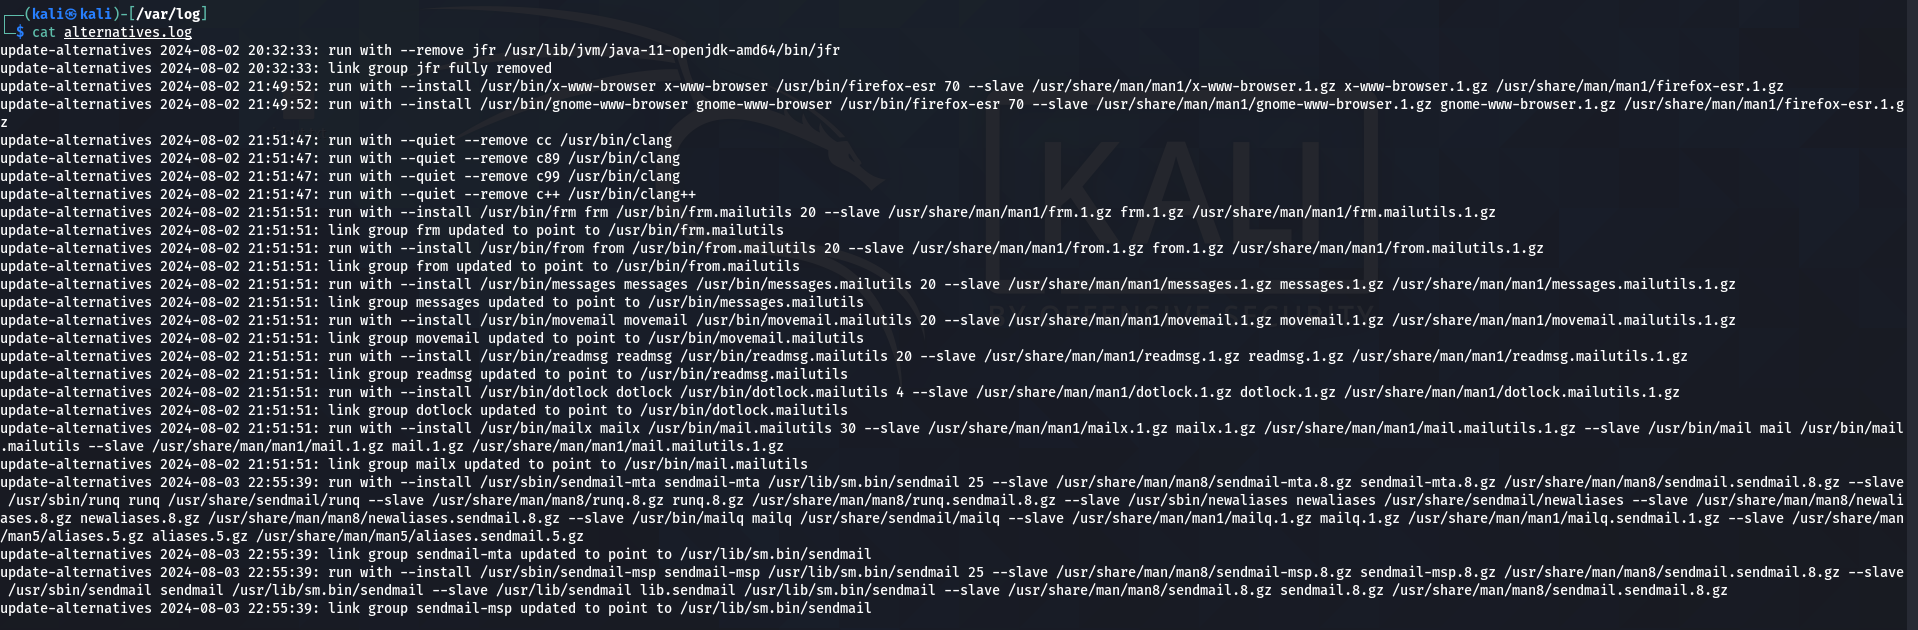 ┌──(kali㉿kali)-[/var/log]
└─$ cat alternatives.log
update-alternatives 2024-08-02 20:32:33: run with --remove jfr /usr/lib/jvm/java-11-openjdk-amd64/bin/jfr
update-alternatives 2024-08-02 20:32:33: link group jfr fully removed
update-alternatives 2024-08-02 21:49:52: run with --install /usr/bin/x-www-browser x-www-browser /usr/bin/firefox-esr 70 --slave /usr/share/man/man1/x-www-browser.1.gz x-www-browser.1.gz /usr/share/man/man1/firefox-esr.1.gz
update-alternatives 2024-08-02 21:49:52: run with --install /usr/bin/gnome-www-browser gnome-www-browser /usr/bin/firefox-esr 70 --slave /usr/share/man/man1/gnome-www-browser.1.gz gnome-www-browser.1.gz /usr/share/man/man1/firefox-esr.1.g
z
update-alternatives 2024-08-02 21:51:47: run with --quiet --remove cc /usr/bin/clang
update-alternatives 2024-08-02 21:51:47: run with --quiet --remove c89 /usr/bin/clang
update-alternatives 2024-08-02 21:51:47: run with --quiet --remove c99 /usr/bin/clang
update-alternatives 2024-08-02 21:51:47: run with --quiet --remove c++ /usr/bin/clang++
update-alternatives 2024-08-02 21:51:51: run with --install /usr/bin/frm frm /usr/bin/frm.mailutils 20 --slave /usr/share/man/man1/frm.1.gz frm.1.gz /usr/share/man/man1/frm.mailutils.1.gz
update-alternatives 2024-08-02 21:51:51: link group frm updated to point to /usr/bin/frm.mailutils
update-alternatives 2024-08-02 21:51:51: run with --install /usr/bin/from from /usr/bin/from.mailutils 20 --slave /usr/share/man/man1/from.1.gz from.1.gz /usr/share/man/man1/from.mailutils.1.gz
update-alternatives 2024-08-02 21:51:51: link group from updated to point to /usr/bin/from.mailutils
update-alternatives 2024-08-02 21:51:51: run with --install /usr/bin/messages messages /usr/bin/messages.mailutils 20 --slave /usr/share/man/man1/messages.1.gz messages.1.gz /usr/share/man/man1/messages.mailutils.1.gz
update-alternatives 2024-08-02 21:51:51: link group messages updated to point to /usr/bin/messages.mailutils
update-alternatives 2024-08-02 21:51:51: run with --install /usr/bin/movemail movemail /usr/bin/movemail.mailutils 20 --slave /usr/share/man/man1/movemail.1.gz movemail.1.gz /usr/share/man/man1/movemail.mailutils.1.gz
update-alternatives 2024-08-02 21:51:51: link group movemail updated to point to /usr/bin/movemail.mailutils
update-alternatives 2024-08-02 21:51:51: run with --install /usr/bin/readmsg readmsg /usr/bin/readmsg.mailutils 20 --slave /usr/share/man/man1/readmsg.1.gz readmsg.1.gz /usr/share/man/man1/readmsg.mailutils.1.gz
update-alternatives 2024-08-02 21:51:51: link group readmsg updated to point to /usr/bin/readmsg.mailutils
update-alternatives 2024-08-02 21:51:51: run with --install /usr/bin/dotlock dotlock /usr/bin/dotlock.mailutils 4 --slave /usr/share/man/man1/dotlock.1.gz dotlock.1.gz /usr/share/man/man1/dotlock.mailutils.1.gz
update-alternatives 2024-08-02 21:51:51: link group dotlock updated to point to /usr/bin/dotlock.mailutils
update-alternatives 2024-08-02 21:51:51: run with --install /usr/bin/mailx mailx /usr/bin/mail.mailutils 30 --slave /usr/share/man/man1/mailx.1.gz mailx.1.gz /usr/share/man/man1/mail.mailutils.1.gz --slave /usr/bin/mail mail /usr/bin/mail
.mailutils --slave /usr/share/man/man1/mail.1.gz mail.1.gz /usr/share/man/man1/mail.mailutils.1.gz
update-alternatives 2024-08-02 21:51:51: link group mailx updated to point to /usr/bin/mail.mailutils
update-alternatives 2024-08-03 22:55:39: run with --install /usr/sbin/sendmail-mta sendmail-mta /usr/lib/sm.bin/sendmail 25 --slave /usr/share/man/man8/sendmail-mta.8.gz sendmail-mta.8.gz /usr/share/man/man8/sendmail.sendmail.8.gz --slave
 /usr/sbin/runq runq /usr/share/sendmail/runq --slave /usr/share/man/man8/runq.8.gz runq.8.gz /usr/share/man/man8/runq.sendmail.8.gz --slave /usr/sbin/newaliases newaliases /usr/share/sendmail/newaliases --slave /usr/share/man/man8/newali
ases.8.gz newaliases.8.gz /usr/share/man/man8/newaliases.sendmail.8.gz --slave /usr/bin/mailq mailq /usr/share/sendmail/mailq --slave /usr/share/man/man1/mailq.1.gz mailq.1.gz /usr/share/man/man1/mailq.sendmail.1.gz --slave /usr/share/man
/man5/aliases.5.gz aliases.5.gz /usr/share/man/man5/aliases.sendmail.5.gz
update-alternatives 2024-08-03 22:55:39: link group sendmail-mta updated to point to /usr/lib/sm.bin/sendmail
update-alternatives 2024-08-03 22:55:39: run with --install /usr/sbin/sendmail-msp sendmail-msp /usr/lib/sm.bin/sendmail 25 --slave /usr/share/man/man8/sendmail-msp.8.gz sendmail-msp.8.gz /usr/share/man/man8/sendmail.sendmail.8.gz --slave
 /usr/sbin/sendmail sendmail /usr/lib/sm.bin/sendmail --slave /usr/lib/sendmail lib.sendmail /usr/lib/sm.bin/sendmail --slave /usr/share/man/man8/sendmail.8.gz sendmail.8.gz /usr/share/man/man8/sendmail.sendmail.8.gz
update-alternatives 2024-08-03 22:55:39: link group sendmail-msp updated to point to /usr/lib/sm.bin/sendmail
KALI
BY OFFENSIVE SECURITY